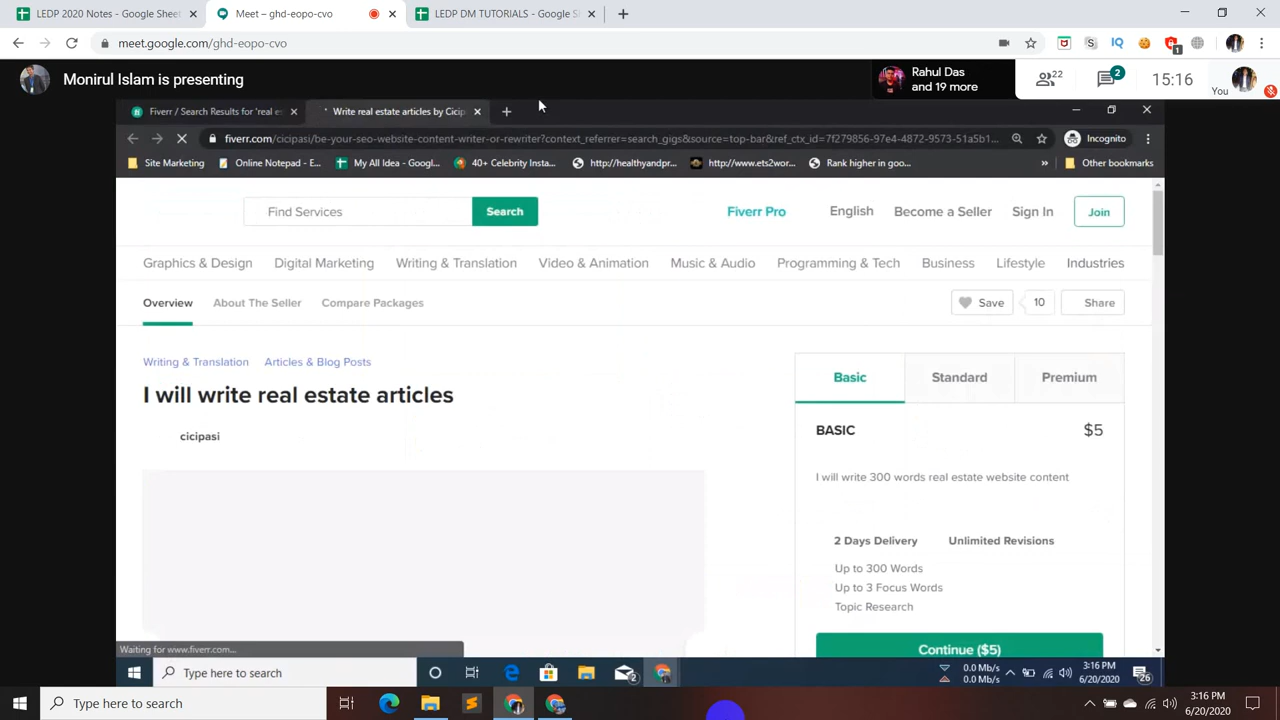 LEDP 2020 Notes - Google Sheet
Meet – ghd-eopo-cvo
LEDP DM TUTORIALS - Google S
meet.google.com/ghd-eopo-cvo
Monirul Islam is presenting
Rahul Das
and 19 more
22
2
15:16
You
Fiverr / Search Results for 'real es
Write real estate articles by Cicip
fiverr.com/cicipasi/be-your-seo-website-content-writer-or-rewriter?context_referrer=search_gigs&source=top-bar&ref_ctx_id=7f279856-97e4-4872-9573-51a5b1...
Incognito
Site Marketing
Online Notepad - E...
My All Idea - Googl...
40+ Celebrity Insta...
http://healthyandpr...
http://www.ets2wor...
Rank higher in goo...
»
Other bookmarks
Find Services
Search
Fiverr Pro
English
Become a Seller
Sign In
Join
Graphics & Design
Digital Marketing
Writing & Translation
Video & Animation
Music & Audio
Programming & Tech
Business
Lifestyle
Industries
Overview
About The Seller
Compare Packages
Save
10
Share
Writing & Translation
Articles & Blog Posts
I will write real estate articles
cicipasi
Basic
Standard
Premium
BASIC
$5
I will write 300 words real estate website content
2 Days Delivery
Unlimited Revisions
Up to 300 Words
Up to 3 Focus Words
Topic Research
Continue ($5)
Waiting for www.fiverr.com...
Type here to search
0.0 Mb/s
0.0 Mb/s
3:16 PM
6/20/2020
26
Type here to search
3:16 PM
6/20/2020